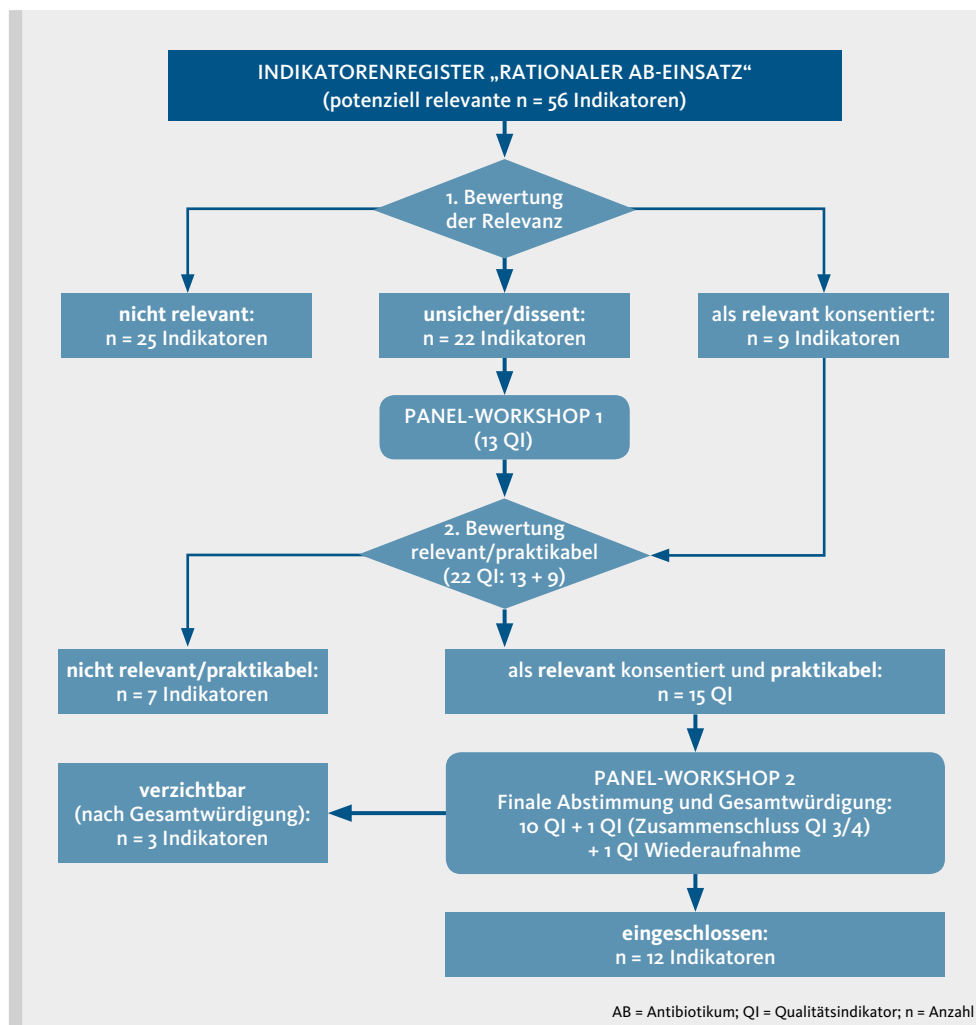 INDIKATORENREGISTER „RATIONALER AB-EINSATZ“
(potenziell relevante n = 56 Indikatoren)
1. Bewertung
der Relevanz
nicht relevant:
n = 25 Indikatoren
unsicher/dissent:
n = 22 Indikatoren
als relevant konsentiert:
n = 9 Indikatoren
PANEL-WORKSHOP 1
(13 QI)
2. Bewertung
relevant/praktikabel
(22 QI: 13 + 9)
nicht relevant/praktikabel:
n = 7 Indikatoren
als relevant konsentiert und praktikabel:
n = 15 QI
verzichtbar
(nach Gesamtwürdigung):
n = 3 Indikatoren
PANEL-WORKSHOP 2
Finale Abstimmung und Gesamtwürdigung:
10 QI + 1 QI (Zusammenschluss QI 3/4)
+ 1 QI Wiederaufnahme
eingeschlossen:
n = 12 Indikatoren
AB = Antibiotikum; QI = Qualitätsindikator; n = Anzahl